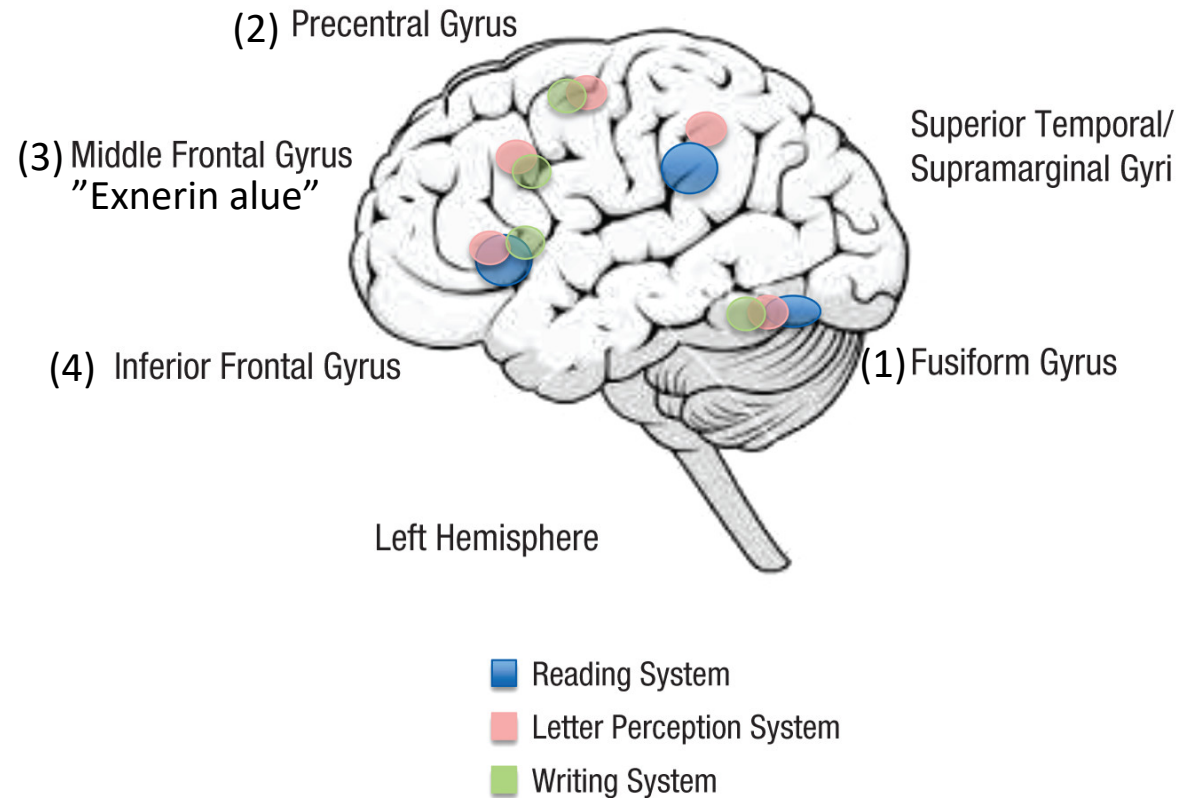 (2) Precentral Gyrus
(3) Middle Frontal Gyrus
”Exnerin alue”
Superior Temporal/
Supramarginal Gyri
(4) Inferior Frontal Gyrus
(1) Fusiform Gyrus
Left Hemisphere
Reading System
Letter Perception System
Writing System